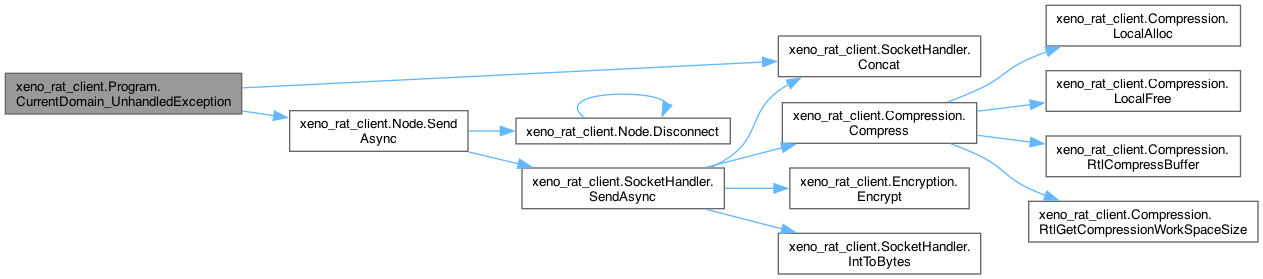 xeno_rat_client.Program.
CurrentDomain_UnhandledException
xeno_rat_client.Node.Send
Async
xeno_rat_client.Node.Disconnect
xeno_rat_client.SocketHandler.
SendAsync
xeno_rat_client.SocketHandler.
Concat
xeno_rat_client.Compression.
Compress
xeno_rat_client.Encryption.
Encrypt
xeno_rat_client.SocketHandler.
IntToBytes
xeno_rat_client.Compression.
LocalAlloc
xeno_rat_client.Compression.
LocalFree
xeno_rat_client.Compression.
RtlCompressBuffer
xeno_rat_client.Compression.
RtlGetCompressionWorkSpaceSize